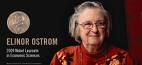 ELINOR OSTROM
2009 Nobel Laureate
in Economic Sciences